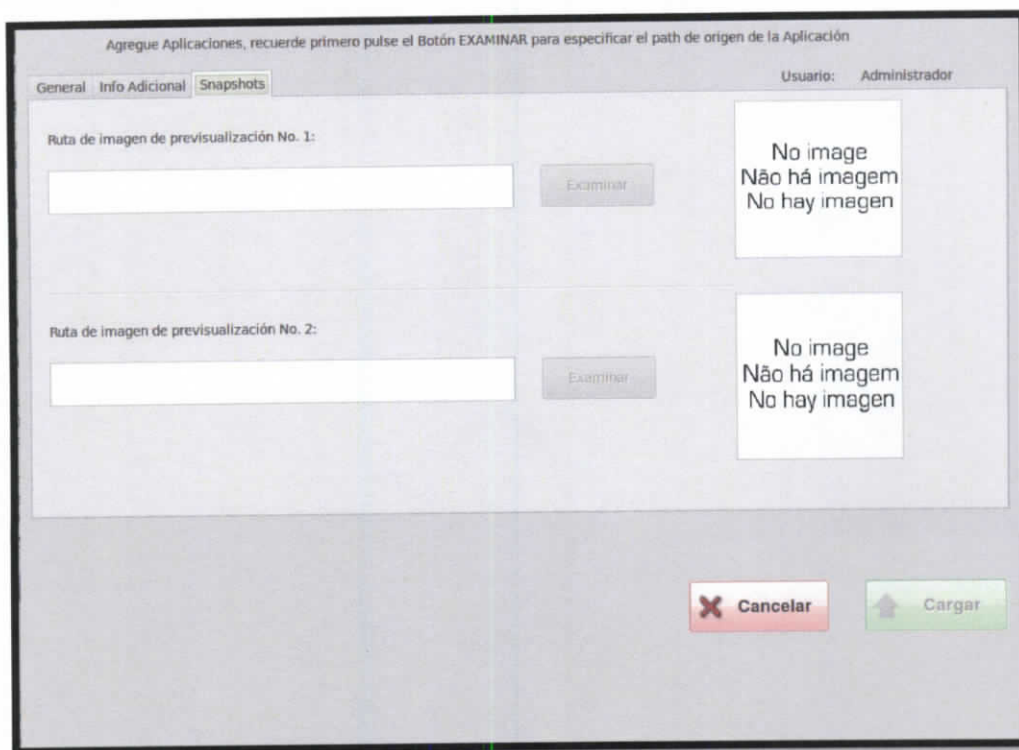 Agregue Aplicaciones, recuerde primero pulse el Botón EXAMINAR para especificar el path de origen de la Aplicación
Usuario: Administrador
General Info Adicional Snapshots
Ruta de imagen de previsualización No. 1:
Examinar
No image
Não há imagem
No hay imagen
Ruta de imagen de previsualización No. 2:
Examinar
No image
Não há imagem
No hay imagen
Cancelar
Cargar